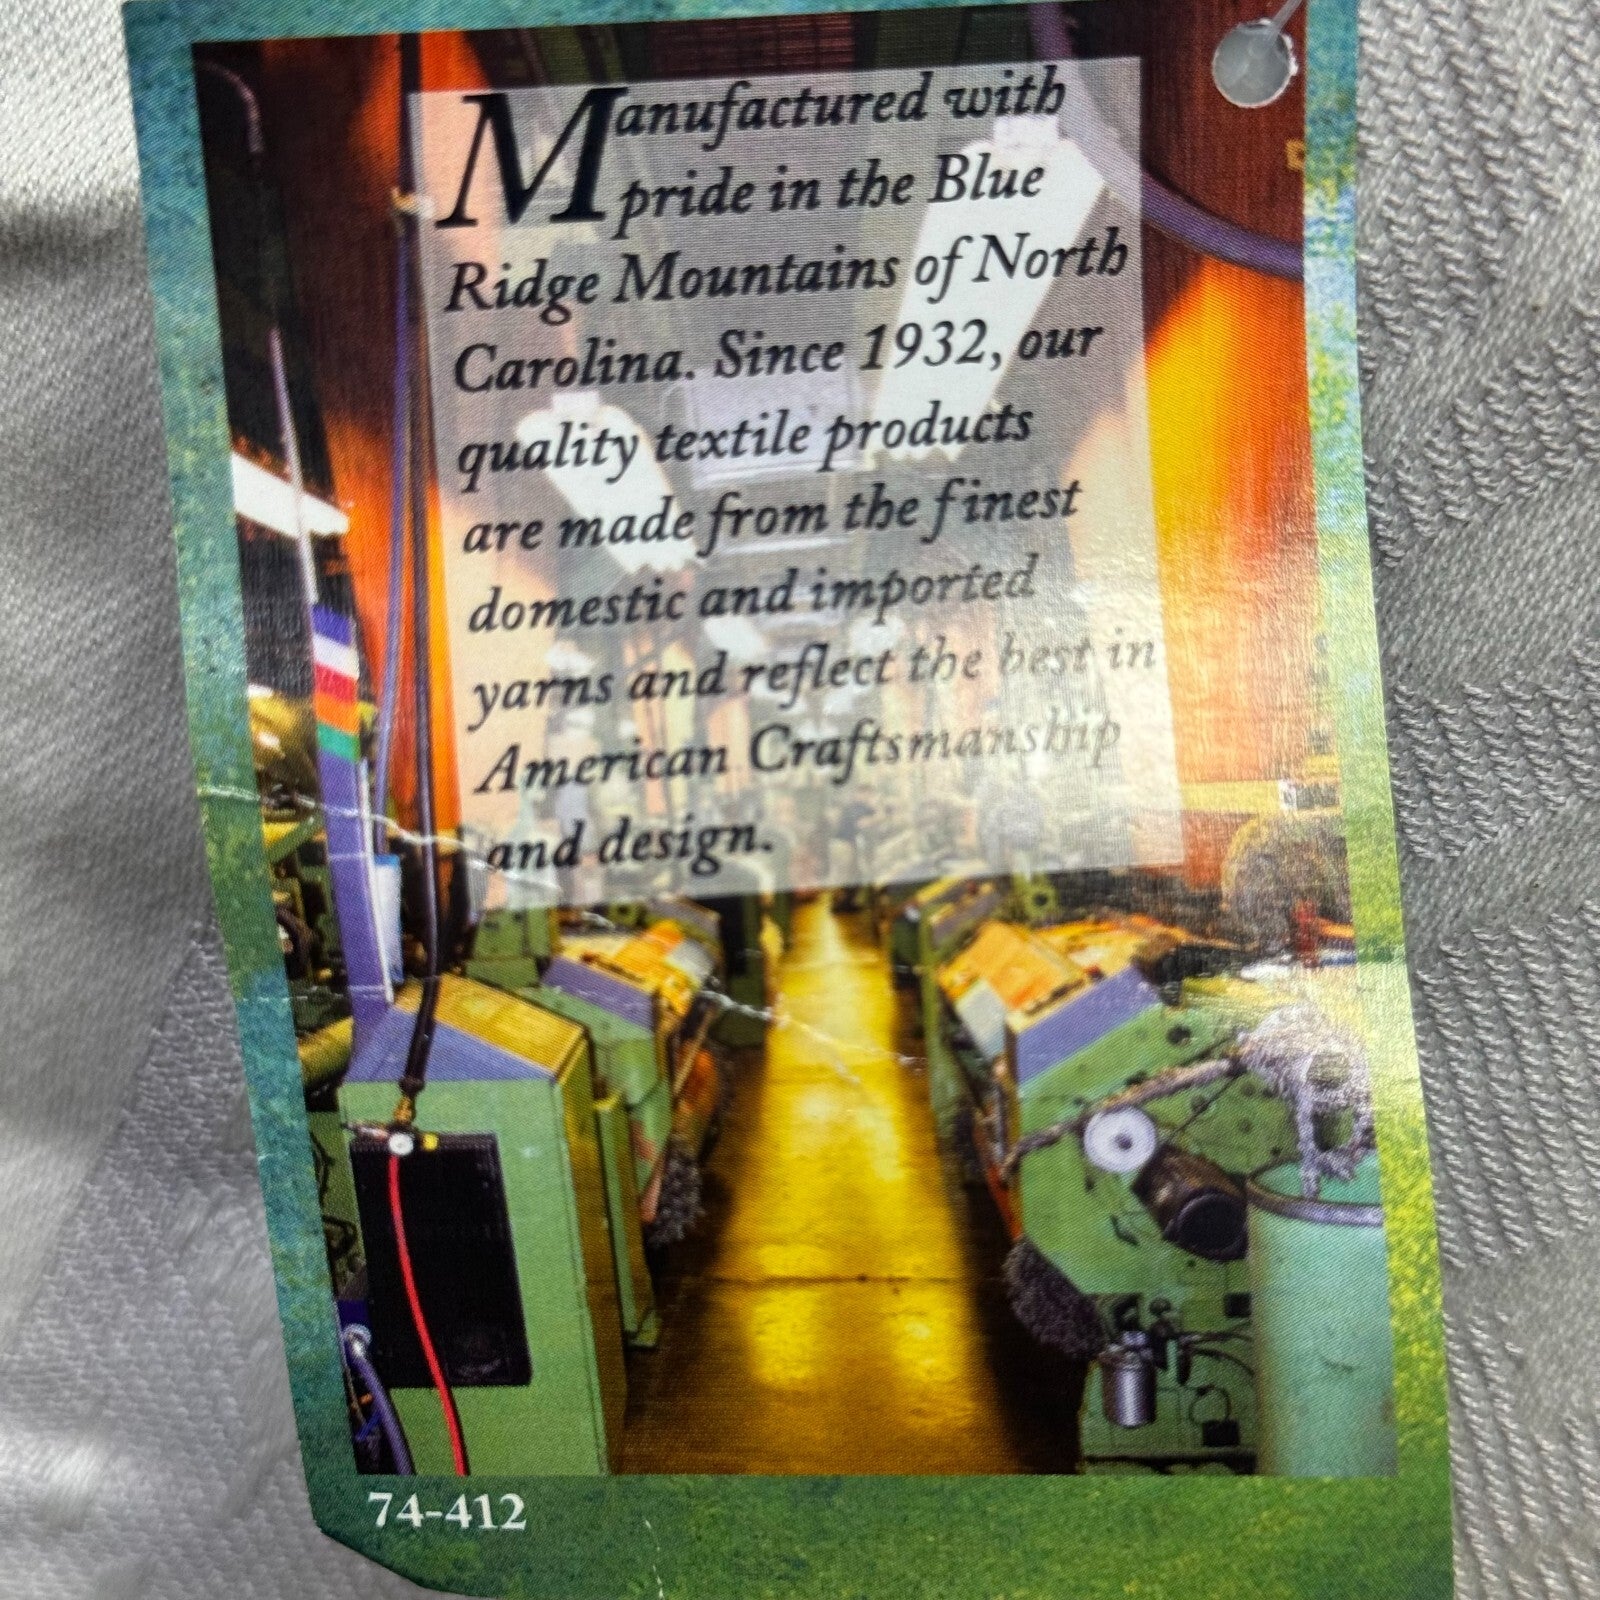 Manufactured with
pride in the Blue
Ridge Mountains of North
Carolina. Since 1932, our
quality textile products
are made from the finest
domestic and imported
yarns and reflect the best in
American Craftsmanship
and design.
74-412